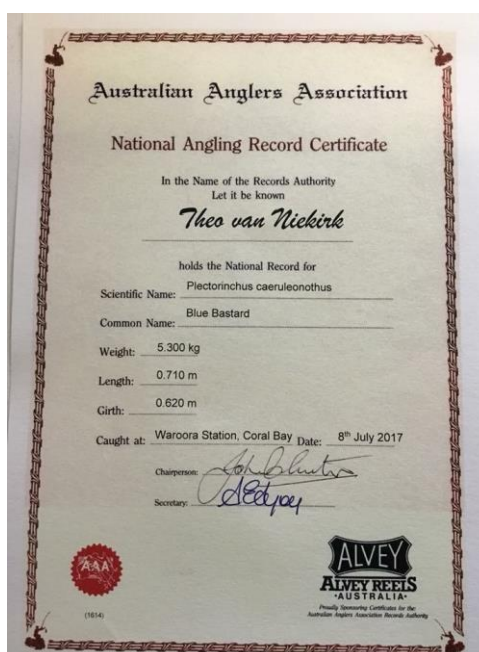 Australian Anglers Association
National Angling Record Certificate
In the Name of the Records Authority
Let it be known
Theo van Niekirk
holds the National Record for
Scientific Name: Plectorinchus caeruleonothus
Common Name: Blue Bastard
Weight: 5.300 kg
Length: 0.710 m
Girth: 0.620 m
Caught at: Waroora Station, Coral Bay Date: 8th July 2017
Chairperson:
Secretary:
AAA
ALVEY
ALVEY REELS
·AUSTRALIA·
Proudly Sponsoring Certificates for the
Australian Anglers Association Records Authority
(1614)